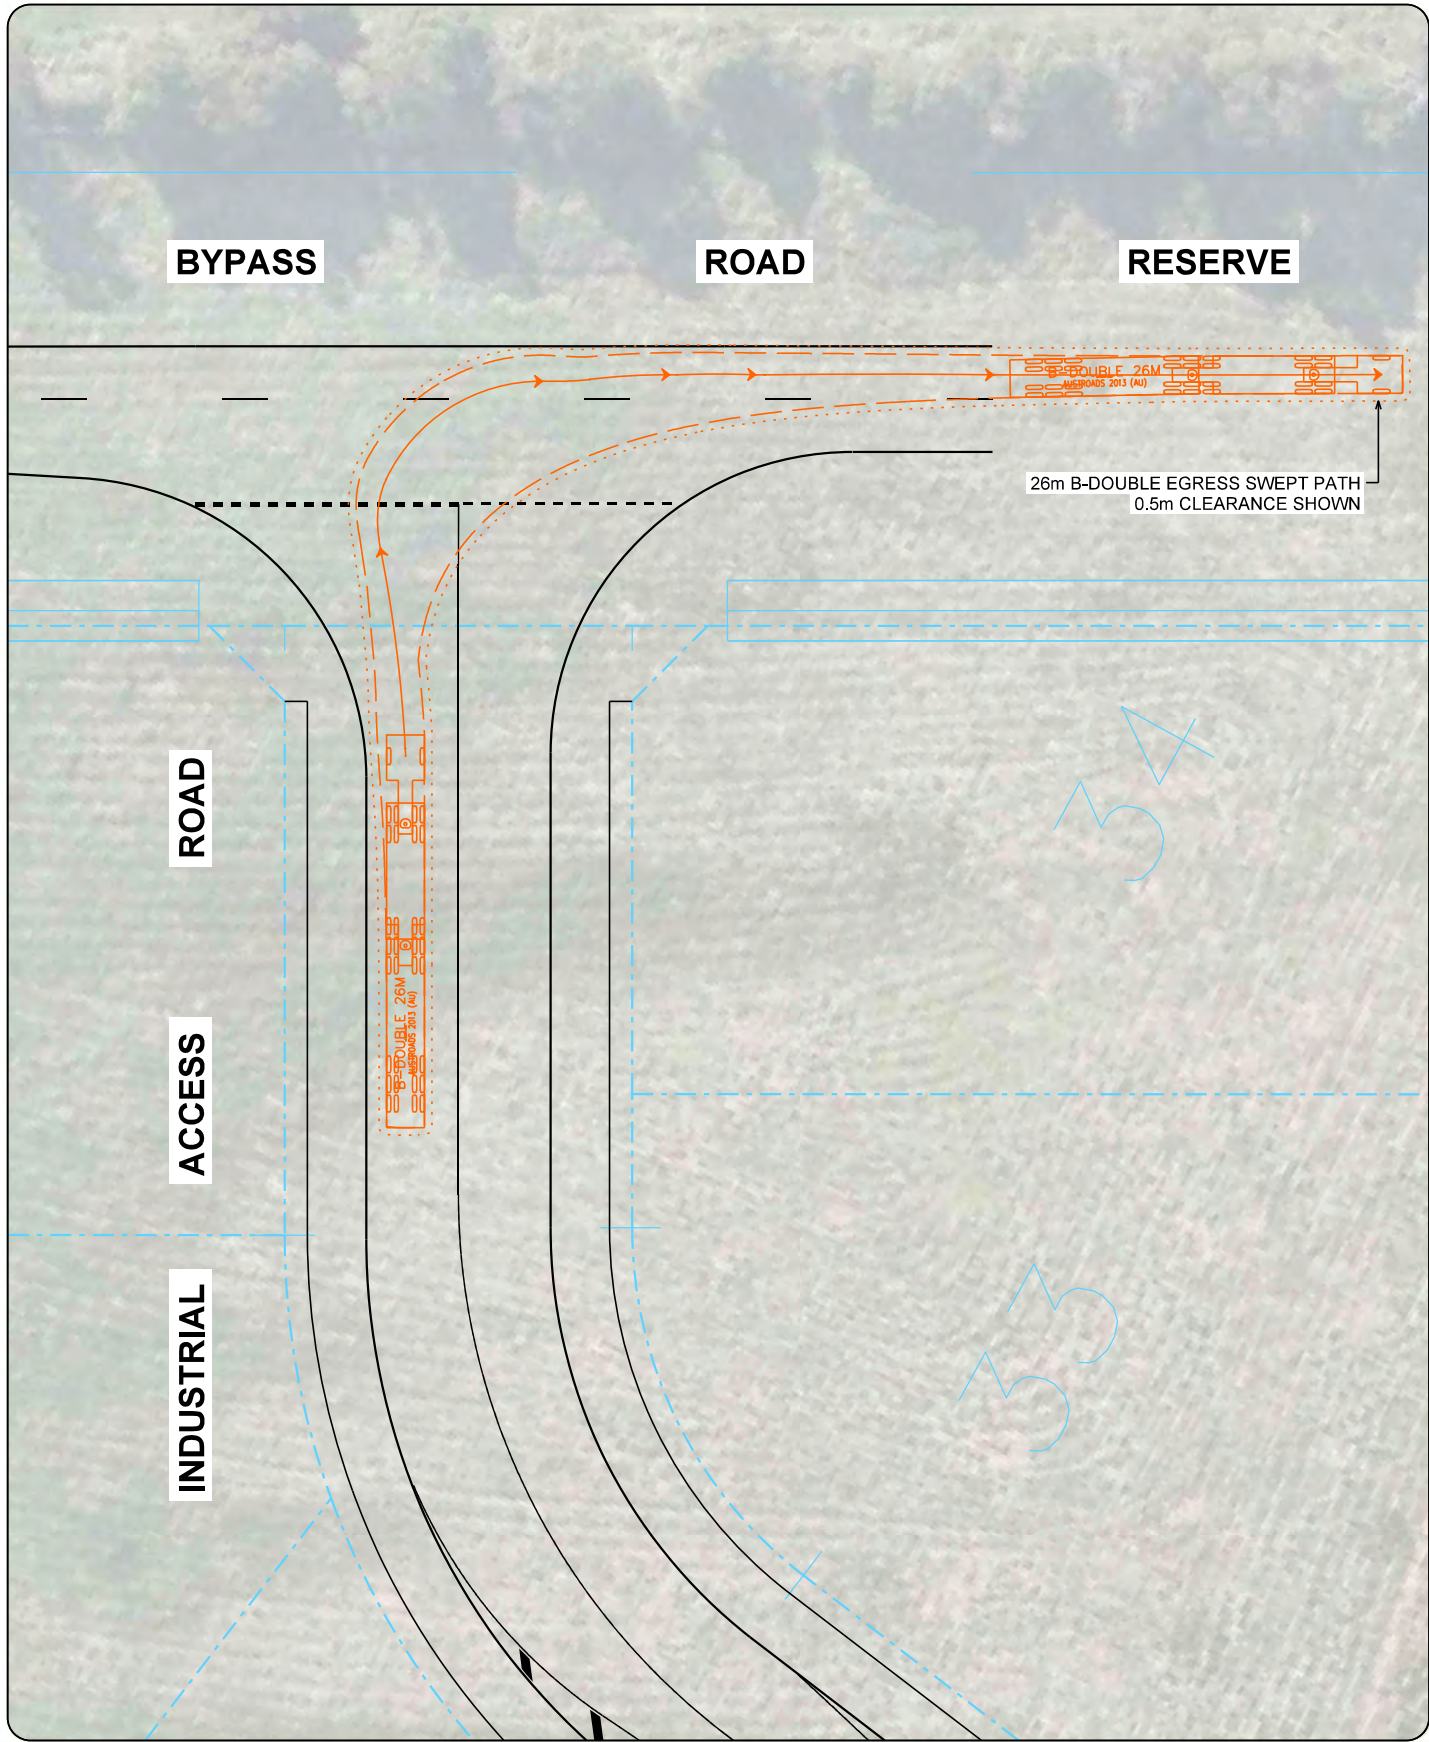 BYPASS ROAD RESERVE
B-DOUBLE 26M
AUSTROADS 2013 (AU)
26m B-DOUBLE EGRESS SWEPT PATH
0.5m CLEARANCE SHOWN
INDUSTRIAL ACCESS ROAD
B-DOUBLE 26M
AUSTROADS 2013 (AU)
34
33